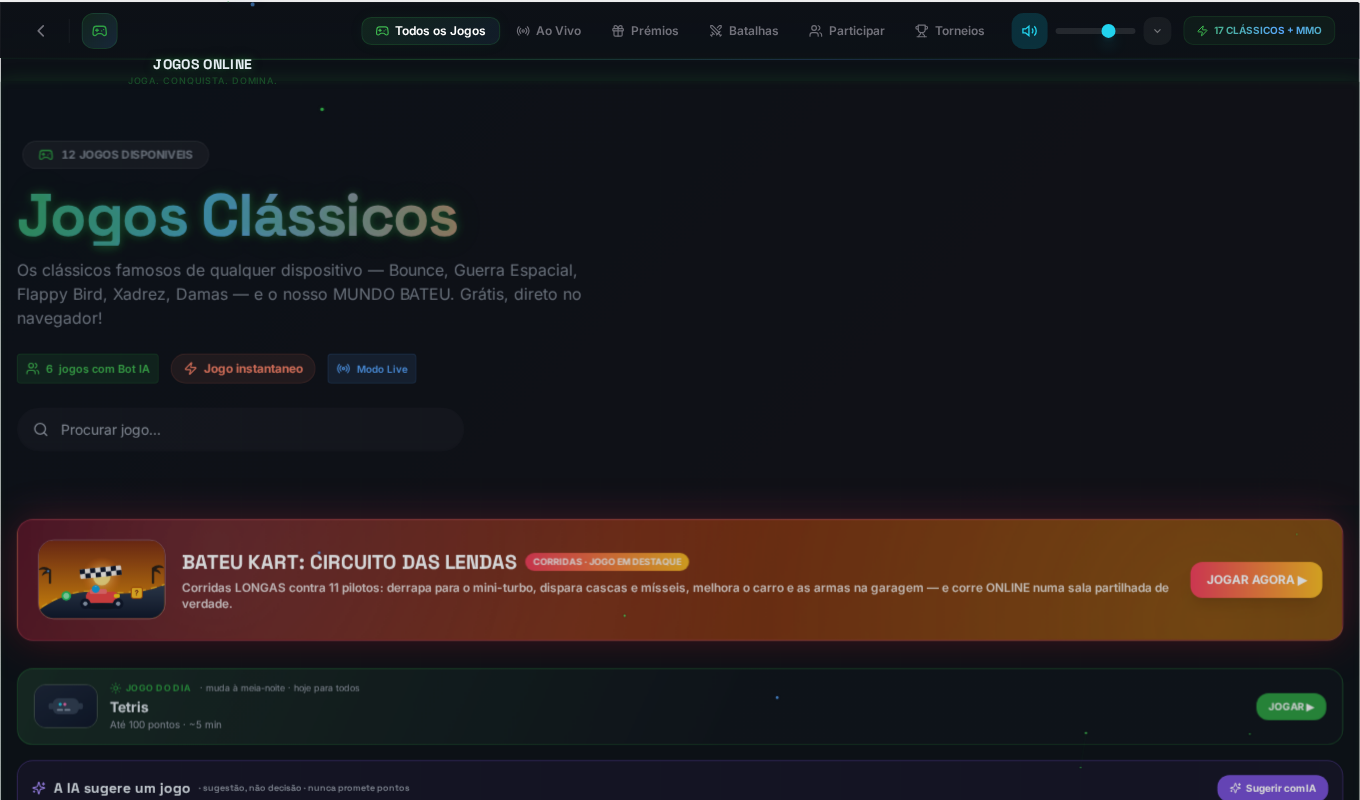 Todos os Jogos
Ao Vivo
Prémios
Batalhas
Participar
Torneios
17 CLÁSSICOS + MMO
JOGOS ONLINE
JOGA. CONQUISTA. DOMINA.
12 JOGOS DISPONIVEIS
Jogos Clássicos
Os clássicos famosos de qualquer dispositivo — Bounce, Guerra Espacial,
Flappy Bird, Xadrez, Damas — e o nosso MUNDO BATEU. Grátis, direto no
navegador!
6 jogos com Bot IA
Jogo instantaneo
Modo Live
Procurar jogo...
BATEU KART: CIRCUITO DAS LENDAS
CORRIDAS · JOGO EM DESTAQUE
Corridas LONGAS contra 11 pilotos: derrapa para o mini-turbo, dispara cascas e mísseis, melhora o carro e as armas na garagem — e corre ONLINE numa sala partilhada de
verdade.
?
JOGAR AGORA ▶
JOGO DO DIA · muda à meia-noite · hoje para todos
Tetris
Até 100 pontos · ~5 min
JOGAR ▶
A IA sugere um jogo · sugestão, não decisão · nunca promete pontos
Sugerir com IA